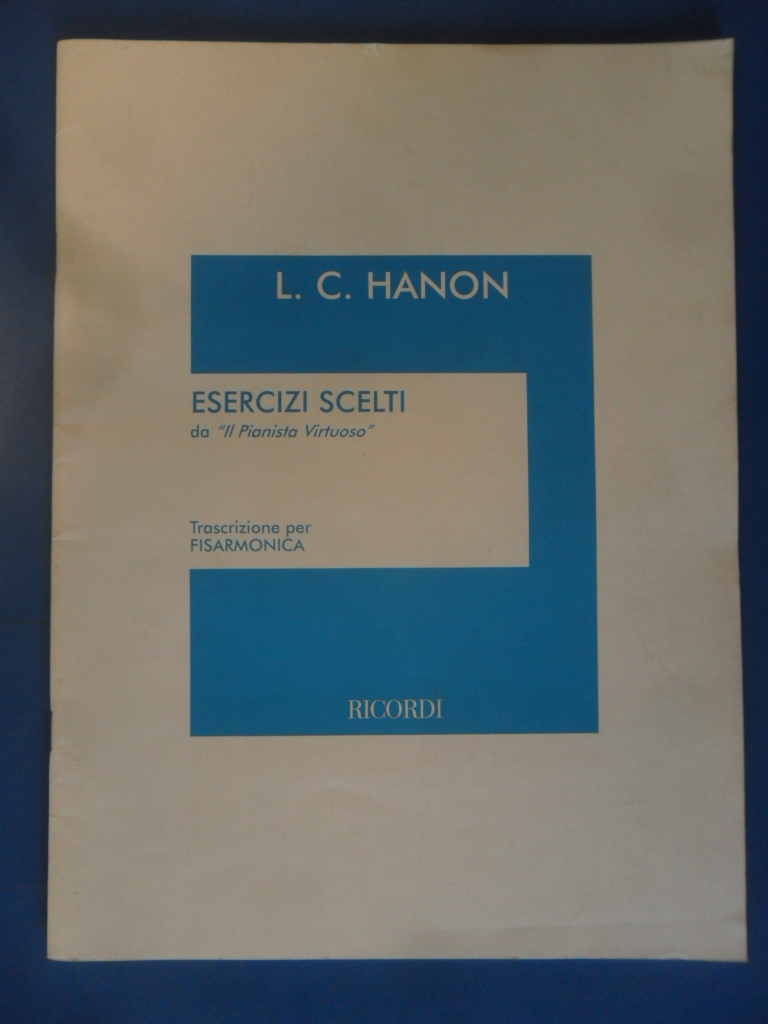 L. C. HANON
ESERCIZI SCELTI
da "Il Pianista Virtuoso"
Trascrizione per
FISARMONICA
RICORDI